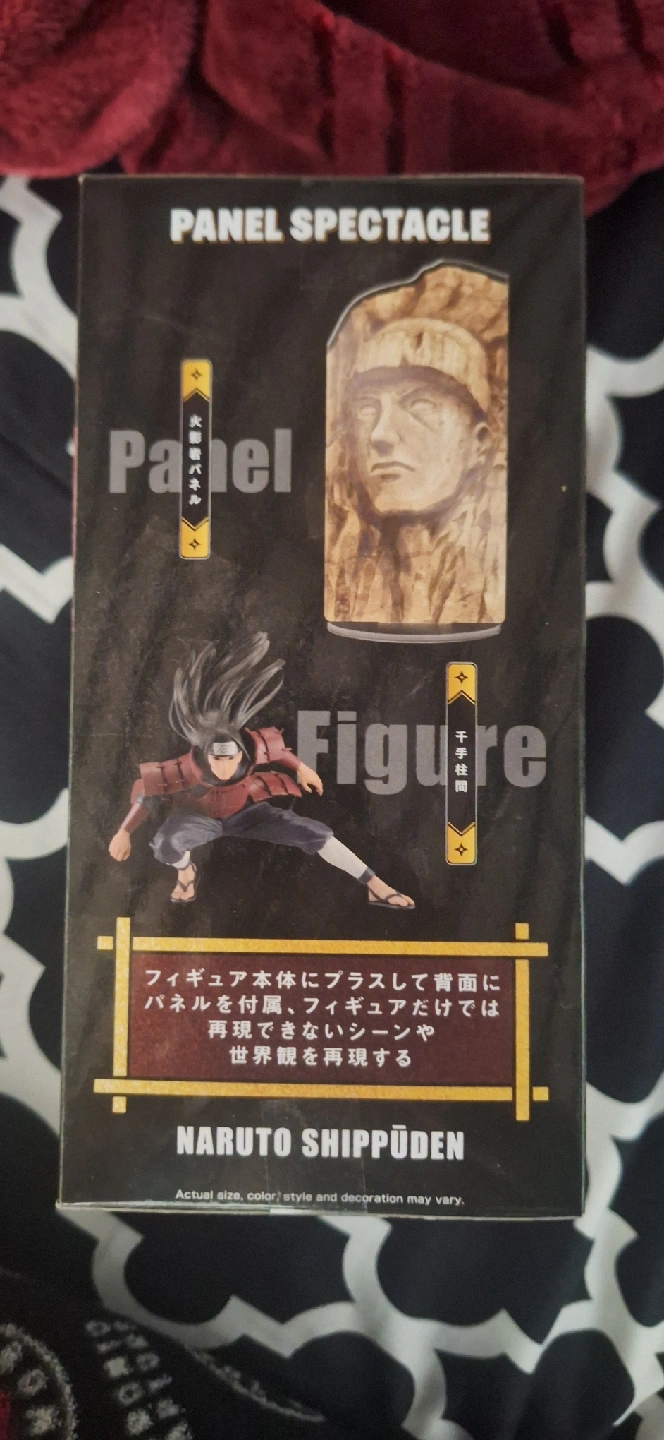 PANEL SPECTACLE
Panel
火影岩パネル
Figure
千手柱間
フィギュア本体にプラスして背面に
パネルを付属、フィギュアだけでは
再現できないシーンや
世界観を再現する
NARUTO SHIPPŪDEN
Actual size, color, style and decoration may vary.